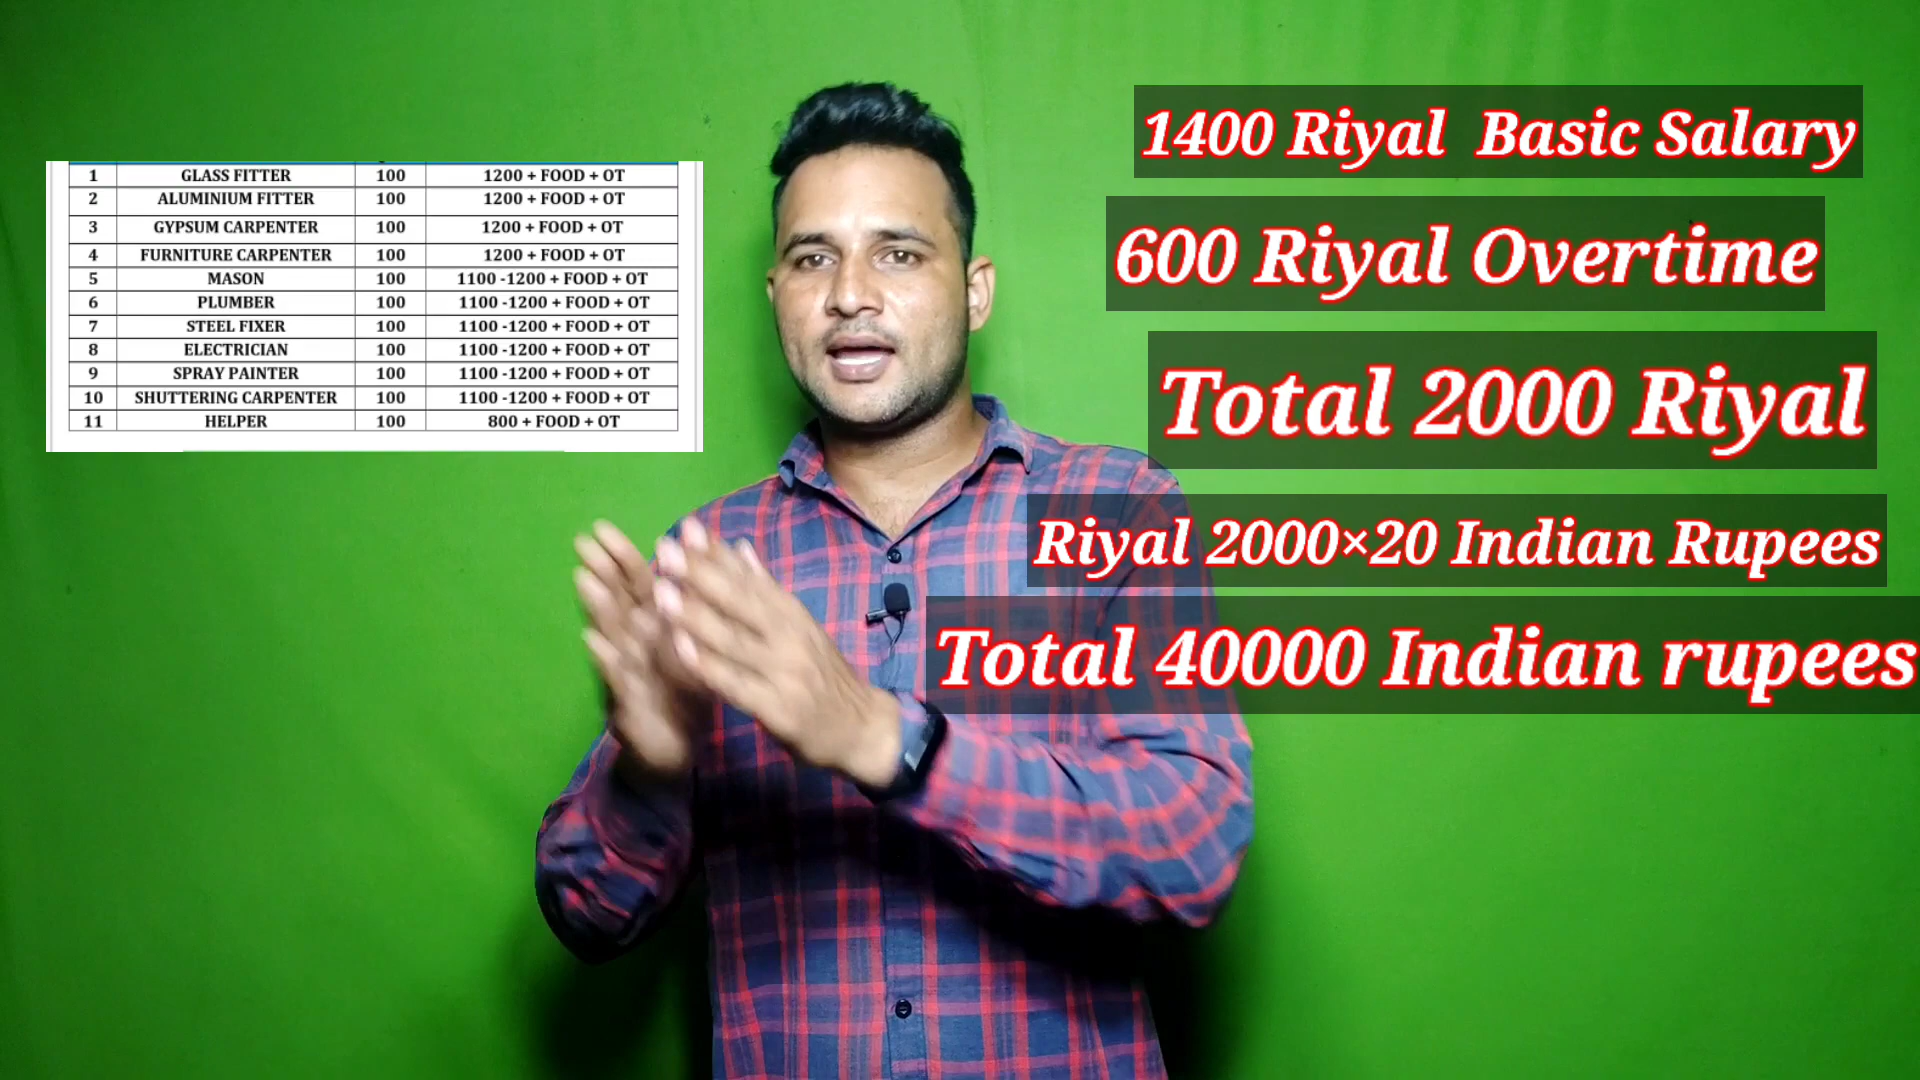 1 GLASS FITTER 100 1200 + FOOD + OT
2 ALUMINIUM FITTER 100 1200 + FOOD + OT
3 GYPSUM CARPENTER 100 1200 + FOOD + OT
4 FURNITURE CARPENTER 100 1200 + FOOD + OT
5 MASON 100 1100 -1200 + FOOD + OT
6 PLUMBER 100 1100 -1200 + FOOD + OT
7 STEEL FIXER 100 1100 -1200 + FOOD + OT
8 ELECTRICIAN 100 1100 -1200 + FOOD + OT
9 SPRAY PAINTER 100 1100 -1200 + FOOD + OT
10 SHUTTERING CARPENTER 100 1100 -1200 + FOOD + OT
11 HELPER 100 800 + FOOD + OT
1400 Riyal Basic Salary
600 Riyal Overtime
Total 2000 Riyal
Riyal 2000×20 Indian Rupees
Total 40000 Indian rupees